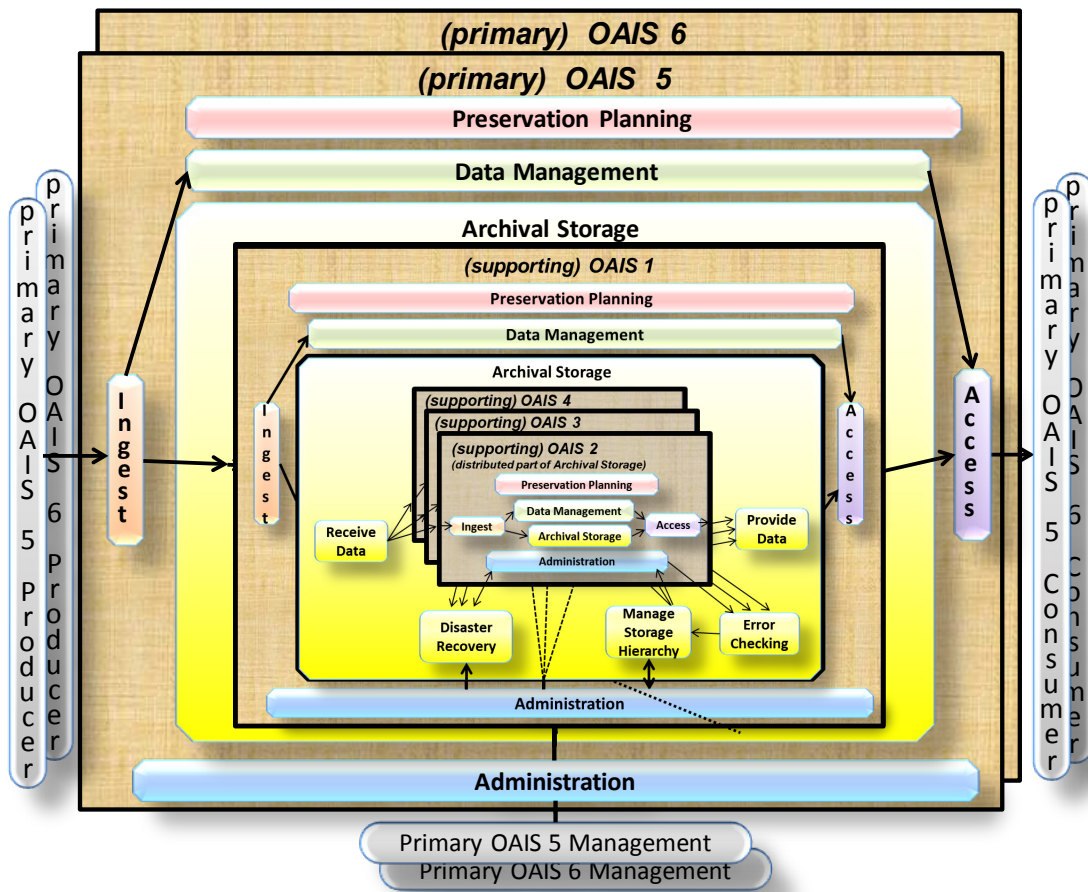 (primary) OAIS 6
(primary) OAIS 5
Preservation Planning
Data Management
Archival Storage
(supporting) OAIS 1
Preservation Planning
Data Management
Archival Storage
(supporting) OAIS 4
(supporting) OAIS 3
(supporting) OAIS 2
(distributed part of Archival Storage)
Preservation Planning
Data Management
Ingest
Access
Archival Storage
Administration
Receive
Data
Provide
Data
Disaster
Recovery
Manage
Storage
Hierarchy
Error
Checking
Ingest
Access
Administration
Ingest
Access
Administration
primary OAIS 5 Producer
primary OAIS 6 Producer
primary OAIS 5 Consumer
primary OAIS 6 Consumer
Primary OAIS 5 Management
Primary OAIS 6 Management